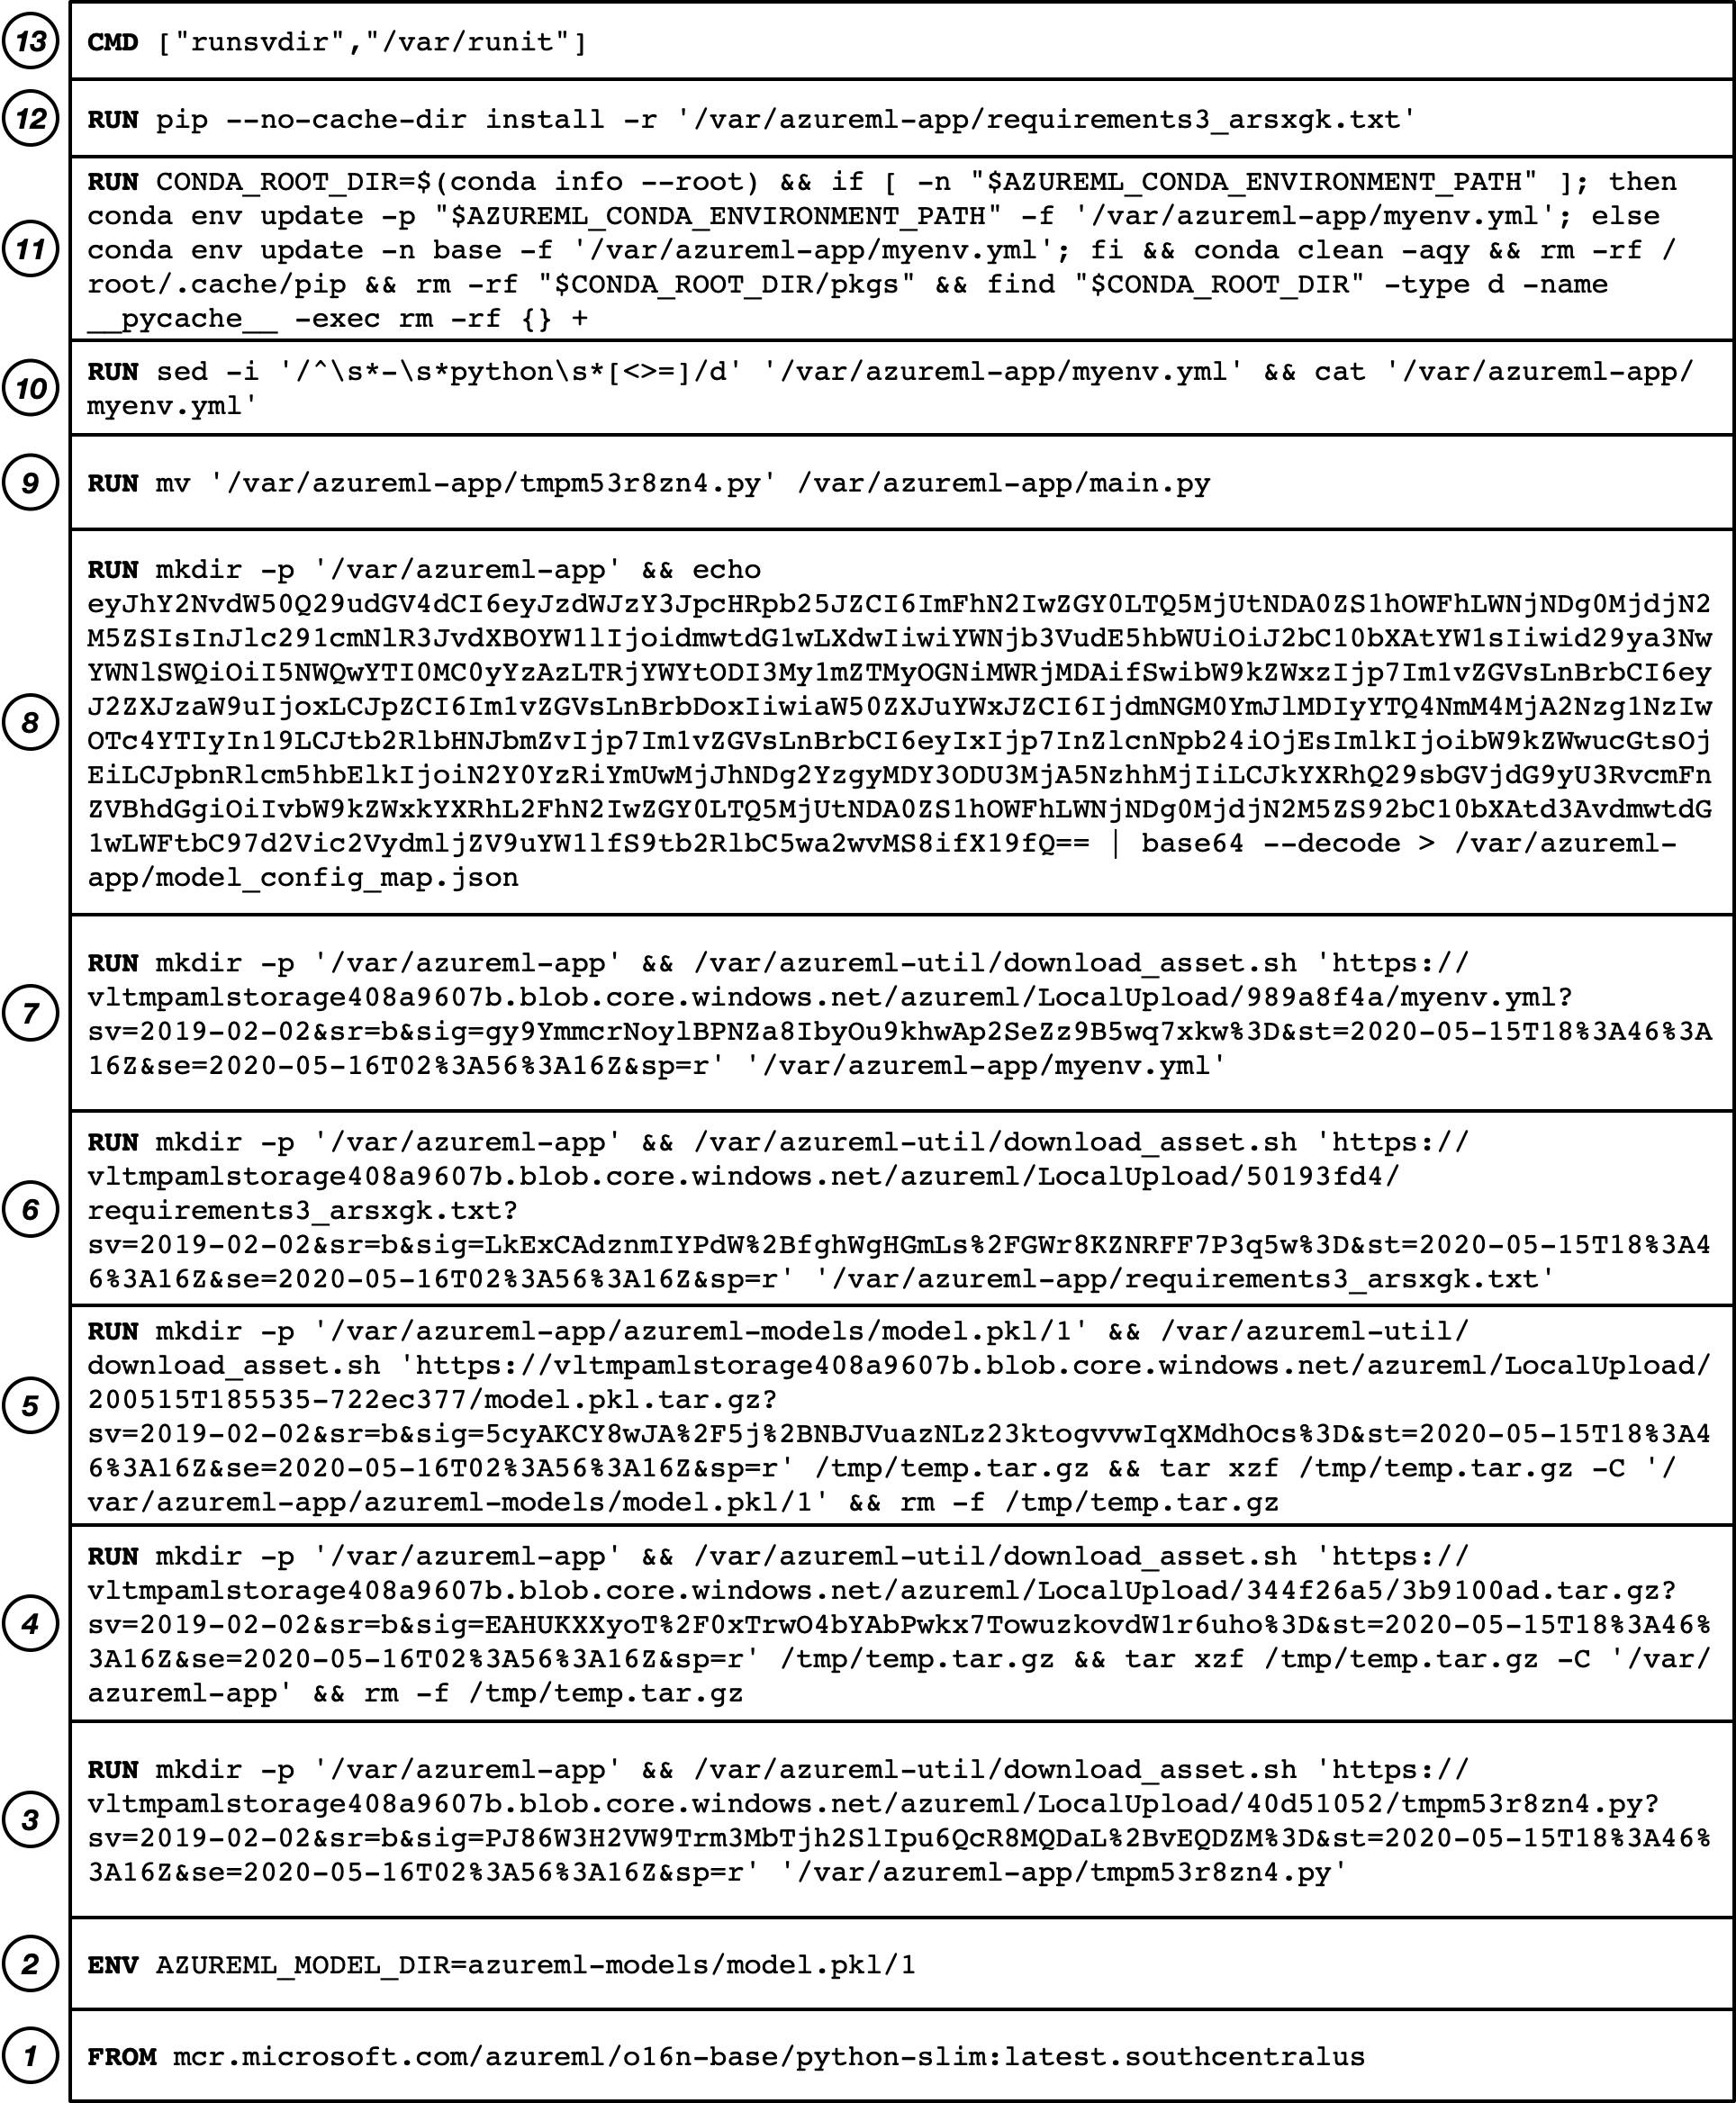 13
CMD ["runsvdir","/var/runit"]
12
RUN pip --no-cache-dir install -r '/var/azureml-app/requirements3_arsxgk.txt'
11
RUN CONDA_ROOT_DIR=$(conda info --root) && if [ -n "$AZUREML_CONDA_ENVIRONMENT_PATH" ]; then
conda env update -p "$AZUREML_CONDA_ENVIRONMENT_PATH" -f '/var/azureml-app/myenv.yml'; else
conda env update -n base -f '/var/azureml-app/myenv.yml'; fi && conda clean -aqy && rm -rf /
root/.cache/pip && rm -rf "$CONDA_ROOT_DIR/pkgs" && find "$CONDA_ROOT_DIR" -type d -name
__pycache__ -exec rm -rf {} +
10
RUN sed -i '/^\s*-\s*python\s*[<>=]/d' '/var/azureml-app/myenv.yml' && cat '/var/azureml-app/
myenv.yml'
9
RUN mv '/var/azureml-app/tmpm53r8zn4.py' /var/azureml-app/main.py
8
RUN mkdir -p '/var/azureml-app' && echo
eyJhY2NvdW50Q29udGV4dCI6eyJzdWJzY3JpcHRpb25JZCI6ImFhN2IwZGY0LTQ5MjUtNDA0ZS1hOWFhLWNjNDg0MjdjN2
M5ZSIsInJlc291cmNlR3JvdXBOYW1lIjoidmwtdG1wLXdwIiwiYWNjb3VudE5hbWUiOiJ2bC10bXAtYW1sIiwid29ya3Nw
YWNlSWQiOiI5NWQwYTI0MC0yYzAzLTRjYWYtODI3My1mZTMyOGNiMWRjMDAifSwibW9kZWxzIjp7Im1vZGVsLnBrbCI6ey
J2ZXJzaW9uIjoxLCJpZCI6Im1vZGVsLnBrbDoxIiwiaW50ZXJuYWxJZCI6IjdmNGM0YmJlMDIyYTQ4NmM4MjA2Nzg1NzIw
OTc4YTIyIn19LCJtb2RlbHNJbmZvIjp7Im1vZGVsLnBrbCI6eyIxIjp7InZlcnNpb24iOjEsImlkIjoibW9kZWwucGtsOj
EiLCJpbnRlcm5hbElkIjoiN2Y0YzRiYmUwMjJhNDg2YzgyMDY3ODU3MjA5NzhhMjIiLCJkYXRhQ29sbGVjdG9yU3RvcmFn
ZVBhdGgiOiIvbW9kZWxkYXRhL2FhN2IwZGY0LTQ5MjUtNDA0ZS1hOWFhLWNjNDg0MjdjN2M5ZS92bC10bXAtd3AvdmwtdG
1wLWFtbC97d2Vic2VydmljZV9uYW1lfS9tb2RlbC5wa2wvMS8ifX19fQ== | base64 --decode > /var/azureml-
app/model_config_map.json
7
RUN mkdir -p '/var/azureml-app' && /var/azureml-util/download_asset.sh 'https://
vltmpamlstorage408a9607b.blob.core.windows.net/azureml/LocalUpload/989a8f4a/myenv.yml?
sv=2019-02-02&sr=b&sig=gy9YmmcrNoylBPNZa8IbyOu9khwAp2SeZz9B5wq7xkw%3D&st=2020-05-15T18%3A46%3A
16Z&se=2020-05-16T02%3A56%3A16Z&sp=r' '/var/azureml-app/myenv.yml'
6
RUN mkdir -p '/var/azureml-app' && /var/azureml-util/download_asset.sh 'https://
vltmpamlstorage408a9607b.blob.core.windows.net/azureml/LocalUpload/50193fd4/
requirements3_arsxgk.txt?
sv=2019-02-02&sr=b&sig=LkExCAdznmIYPdW%2BfghWgHGmLs%2FGWr8KZNRFF7P3q5w%3D&st=2020-05-15T18%3A4
6%3A16Z&se=2020-05-16T02%3A56%3A16Z&sp=r' '/var/azureml-app/requirements3_arsxgk.txt'
5
RUN mkdir -p '/var/azureml-app/azureml-models/model.pkl/1' && /var/azureml-util/
download_asset.sh 'https://vltmpamlstorage408a9607b.blob.core.windows.net/azureml/LocalUpload/
200515T185535-722ec377/model.pkl.tar.gz?
sv=2019-02-02&sr=b&sig=5cyAKCY8wJA%2F5j%2BNBJVuazNLz23ktogvvwIqXMdhOcs%3D&st=2020-05-15T18%3A4
6%3A16Z&se=2020-05-16T02%3A56%3A16Z&sp=r' /tmp/temp.tar.gz && tar xzf /tmp/temp.tar.gz -C '/
var/azureml-app/azureml-models/model.pkl/1' && rm -f /tmp/temp.tar.gz
4
RUN mkdir -p '/var/azureml-app' && /var/azureml-util/download_asset.sh 'https://
vltmpamlstorage408a9607b.blob.core.windows.net/azureml/LocalUpload/344f26a5/3b9100ad.tar.gz?
sv=2019-02-02&sr=b&sig=EAHUKXXyoT%2F0xTrwO4bYAbPwkx7TowuzkovdW1r6uho%3D&st=2020-05-15T18%3A46%
3A16Z&se=2020-05-16T02%3A56%3A16Z&sp=r' /tmp/temp.tar.gz && tar xzf /tmp/temp.tar.gz -C '/var/
azureml-app' && rm -f /tmp/temp.tar.gz
3
RUN mkdir -p '/var/azureml-app' && /var/azureml-util/download_asset.sh 'https://
vltmpamlstorage408a9607b.blob.core.windows.net/azureml/LocalUpload/40d51052/tmpm53r8zn4.py?
sv=2019-02-02&sr=b&sig=PJ86W3H2VW9Trm3MbTjh2SlIpu6QcR8MQDaL%2BvEQDZM%3D&st=2020-05-15T18%3A46%
3A16Z&se=2020-05-16T02%3A56%3A16Z&sp=r' '/var/azureml-app/tmpm53r8zn4.py'
2
ENV AZUREML_MODEL_DIR=azureml-models/model.pkl/1
1
FROM mcr.microsoft.com/azureml/o16n-base/python-slim:latest.southcentralus